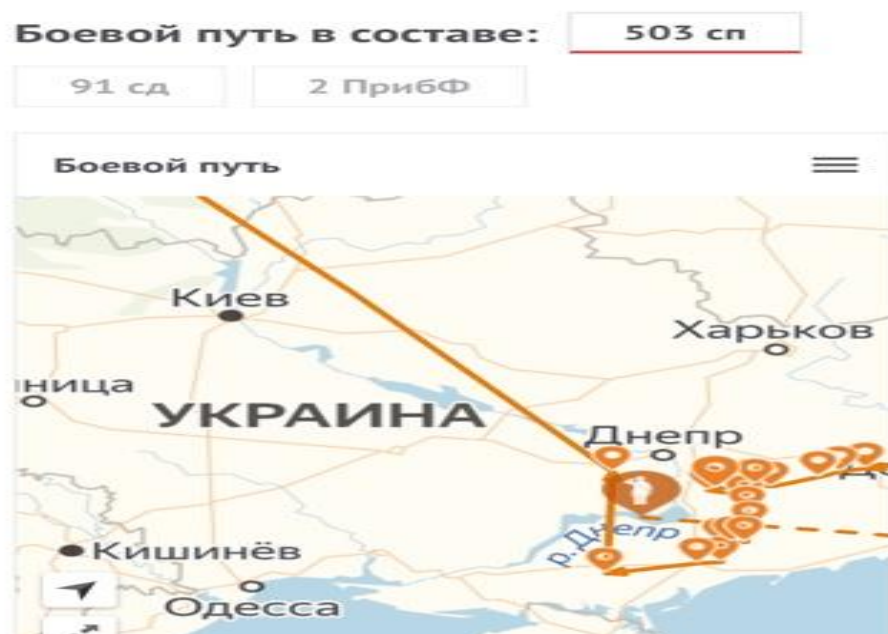 Боевой путь в составе: 503 сп
91 сд 2 ПрибФ
Боевой путь
Киев
Харьков
ница
УКРАИНА
Днепр
р. Днепр
Кишинёв
Одесса